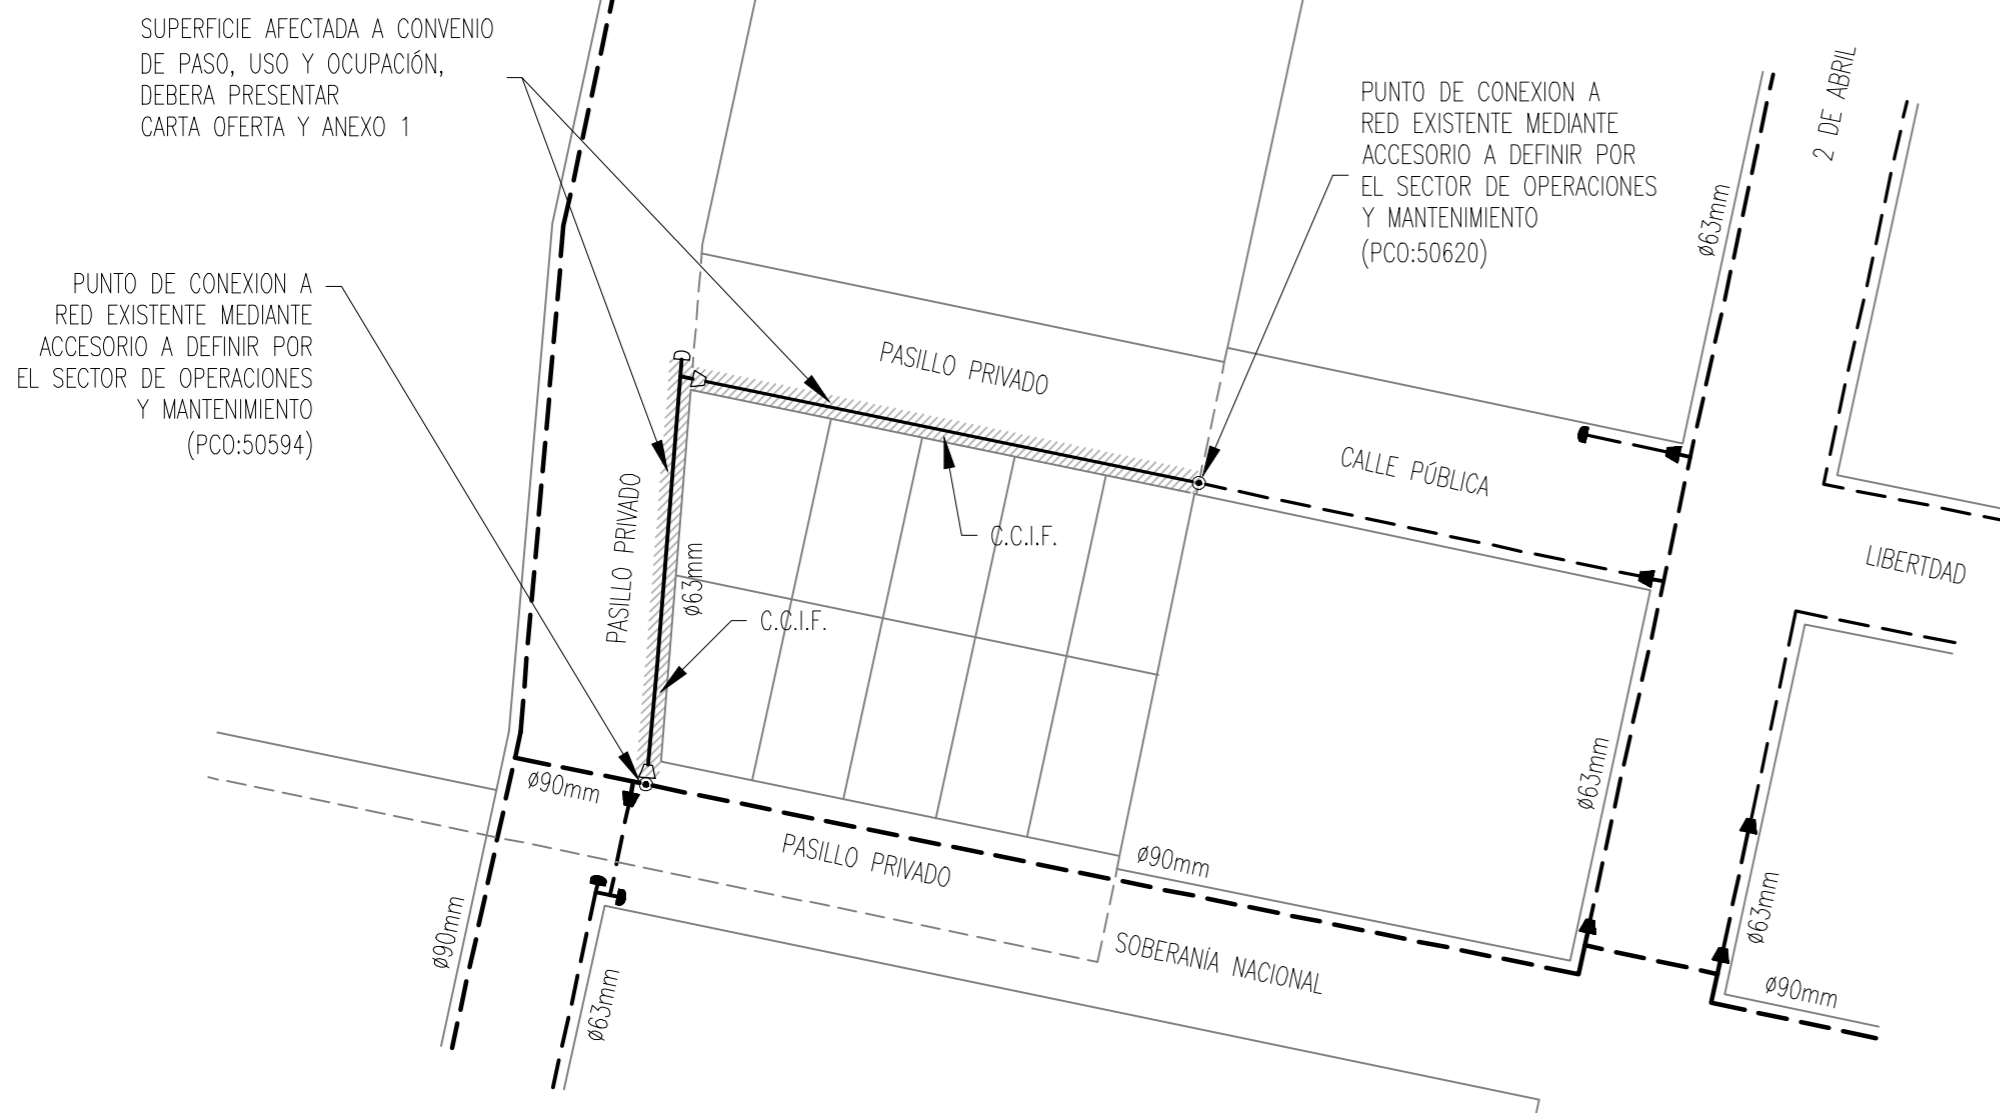 SUPERFICIE AFECTADA A CONVENIO
DE PASO, USO Y OCUPACIÓN,
DEBERA PRESENTAR
CARTA OFERTA Y ANEXO 1
PUNTO DE CONEXION A
RED EXISTENTE MEDIANTE
ACCESORIO A DEFINIR POR
EL SECTOR DE OPERACIONES
Y MANTENIMIENTO
(PCO:50620)
2 DE ABRIL
ø63mm
PUNTO DE CONEXION A
RED EXISTENTE MEDIANTE
ACCESORIO A DEFINIR POR
EL SECTOR DE OPERACIONES
Y MANTENIMIENTO
(PCO:50594)
PASILLO PRIVADO
CALLE PÚBLICA
PASILLO PRIVADO
ø63mm
C.C.I.F.
C.C.I.F.
LIBERTDAD
ø90mm
ø63mm
PASILLO PRIVADO
ø90mm
ø90mm
SOBERANÍA NACIONAL
ø63mm
ø63mm
ø90mm